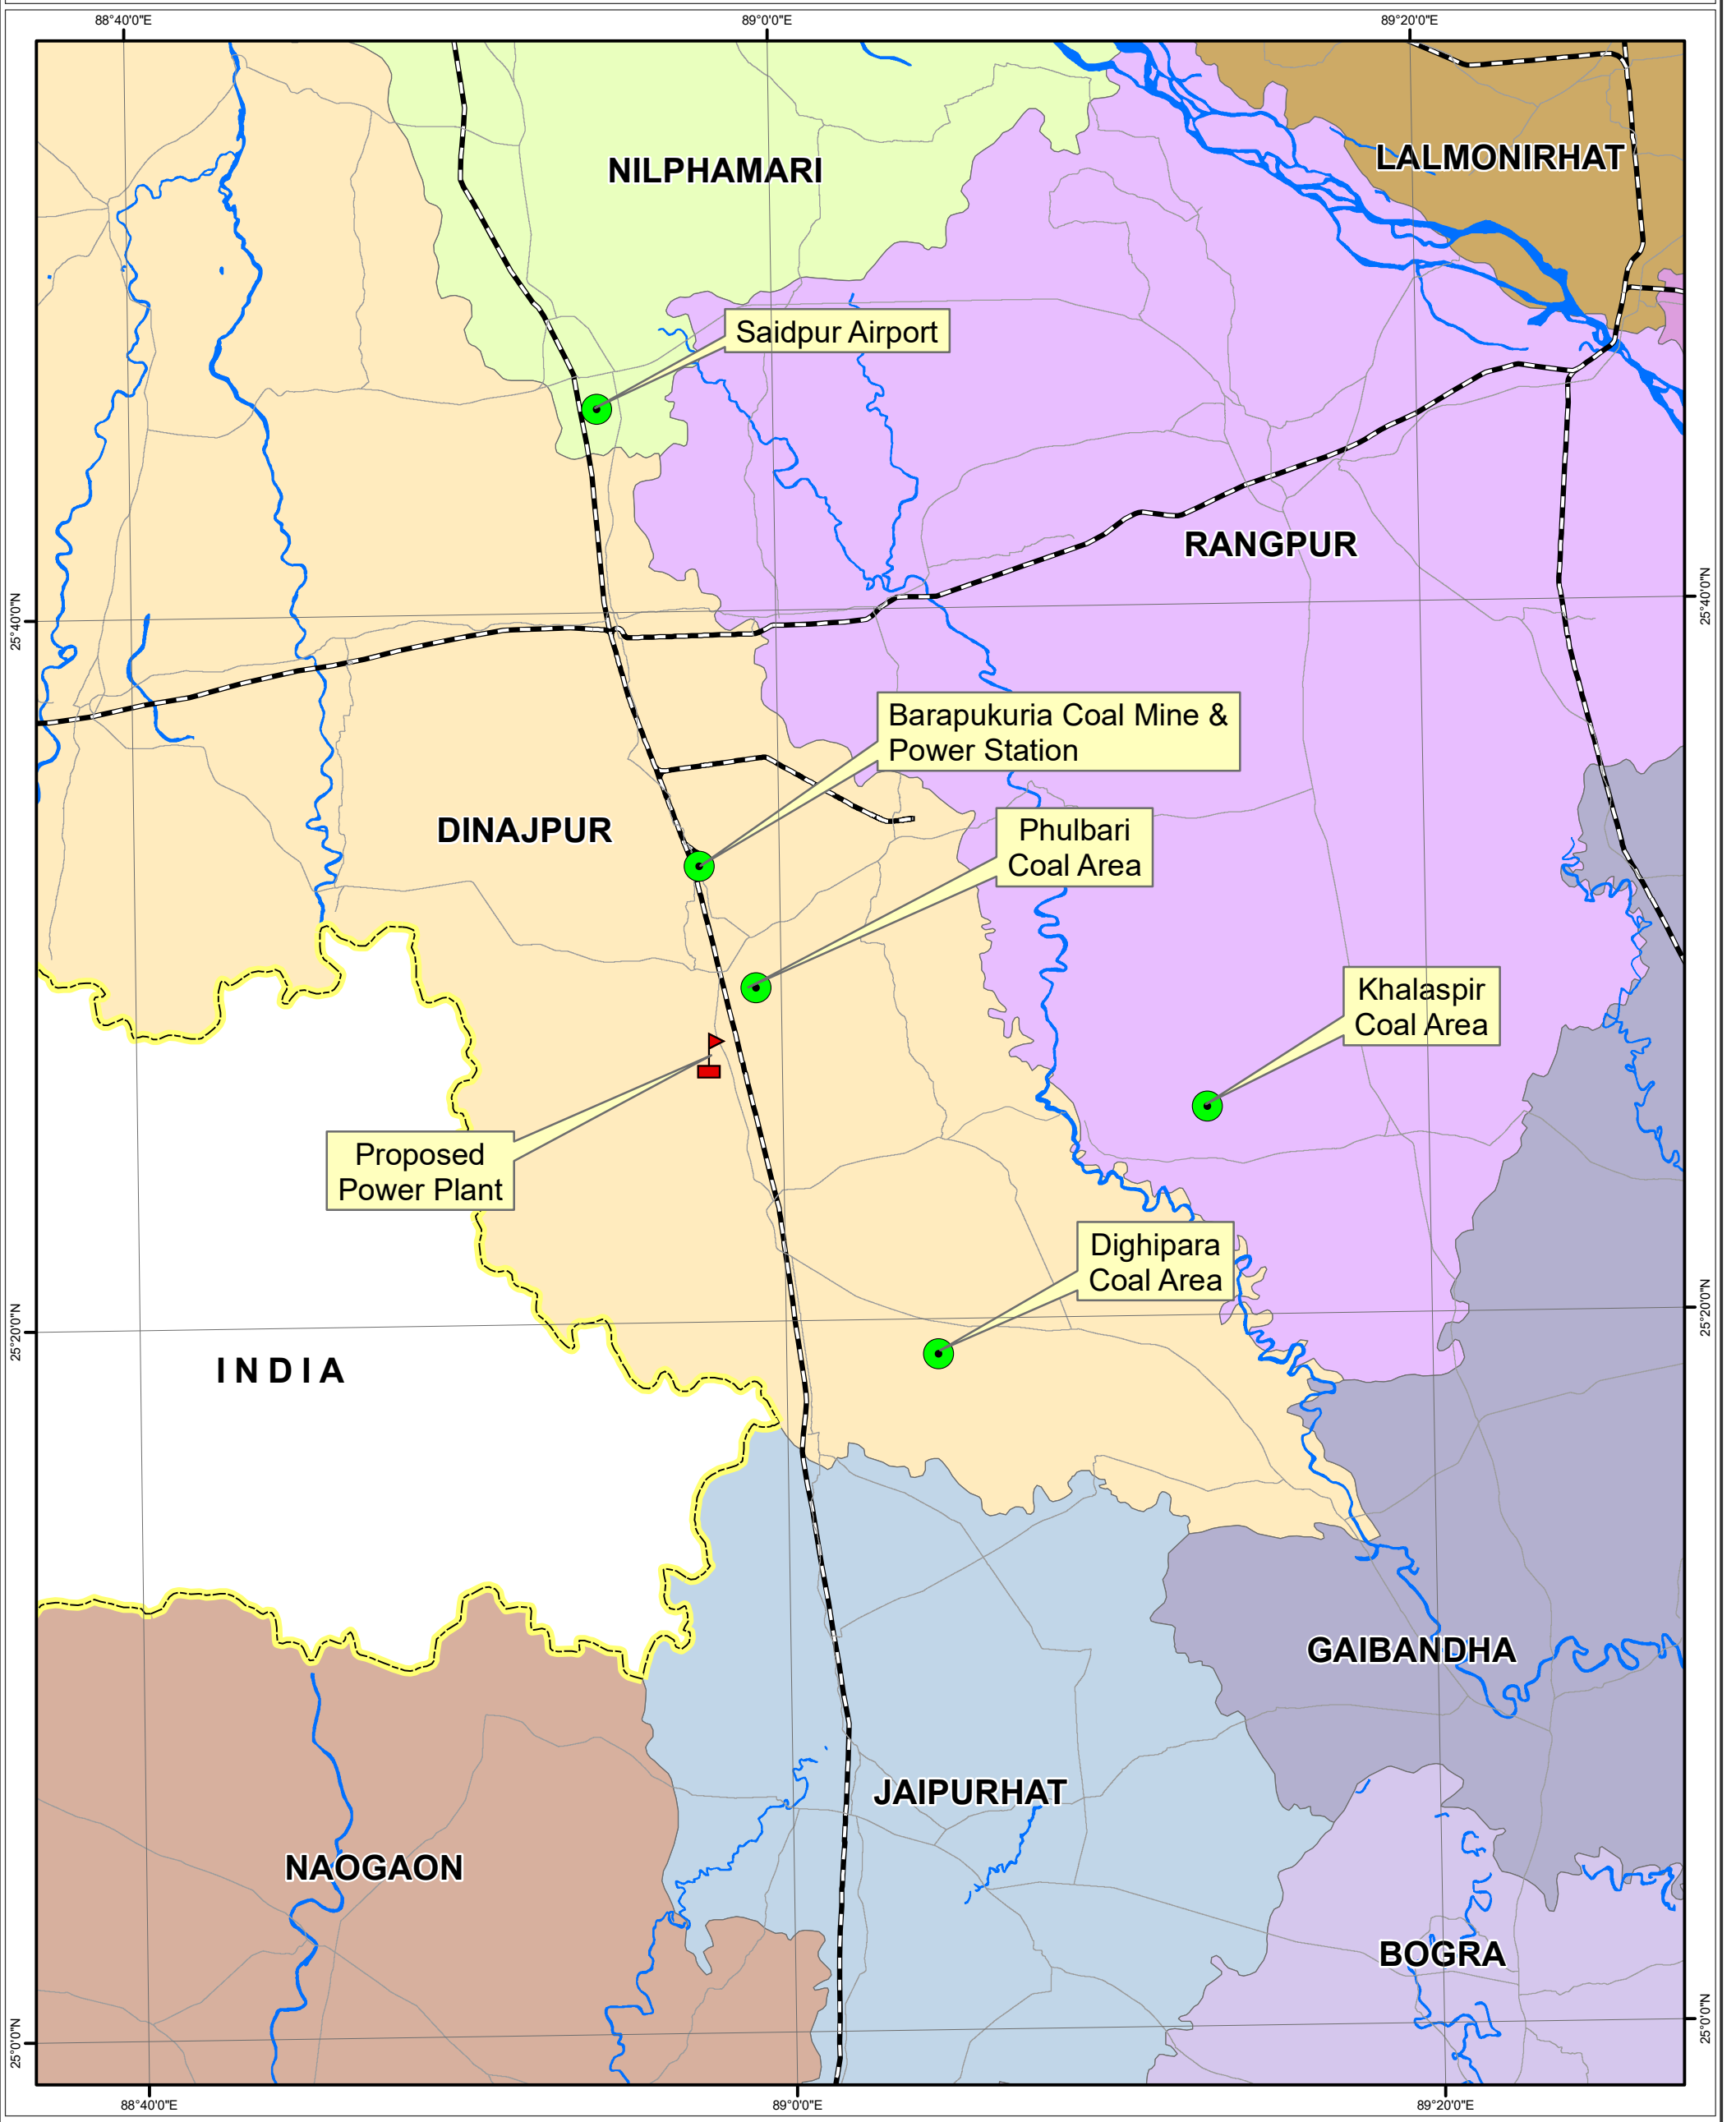 88°40'0"E
89°0'0"E
89°20'0"E
LALMONIRHAT
NILPHAMARI
Saidpur Airport
RANGPUR
25°40'0"N
25°40'0"N
Barapukuria Coal Mine &
Power Station
DINAJPUR
Phulbari
Coal Area
Khalaspir
Coal Area
Proposed
Power Plant
Dighipara
Coal Area
25°20'0"N
25°20'0"N
INDIA
GAIBANDHA
JAIPURHAT
NAOGAON
BOGRA
25°0'0"N
25°0'0"N
88°40'0"E
89°0'0"E
89°20'0"E